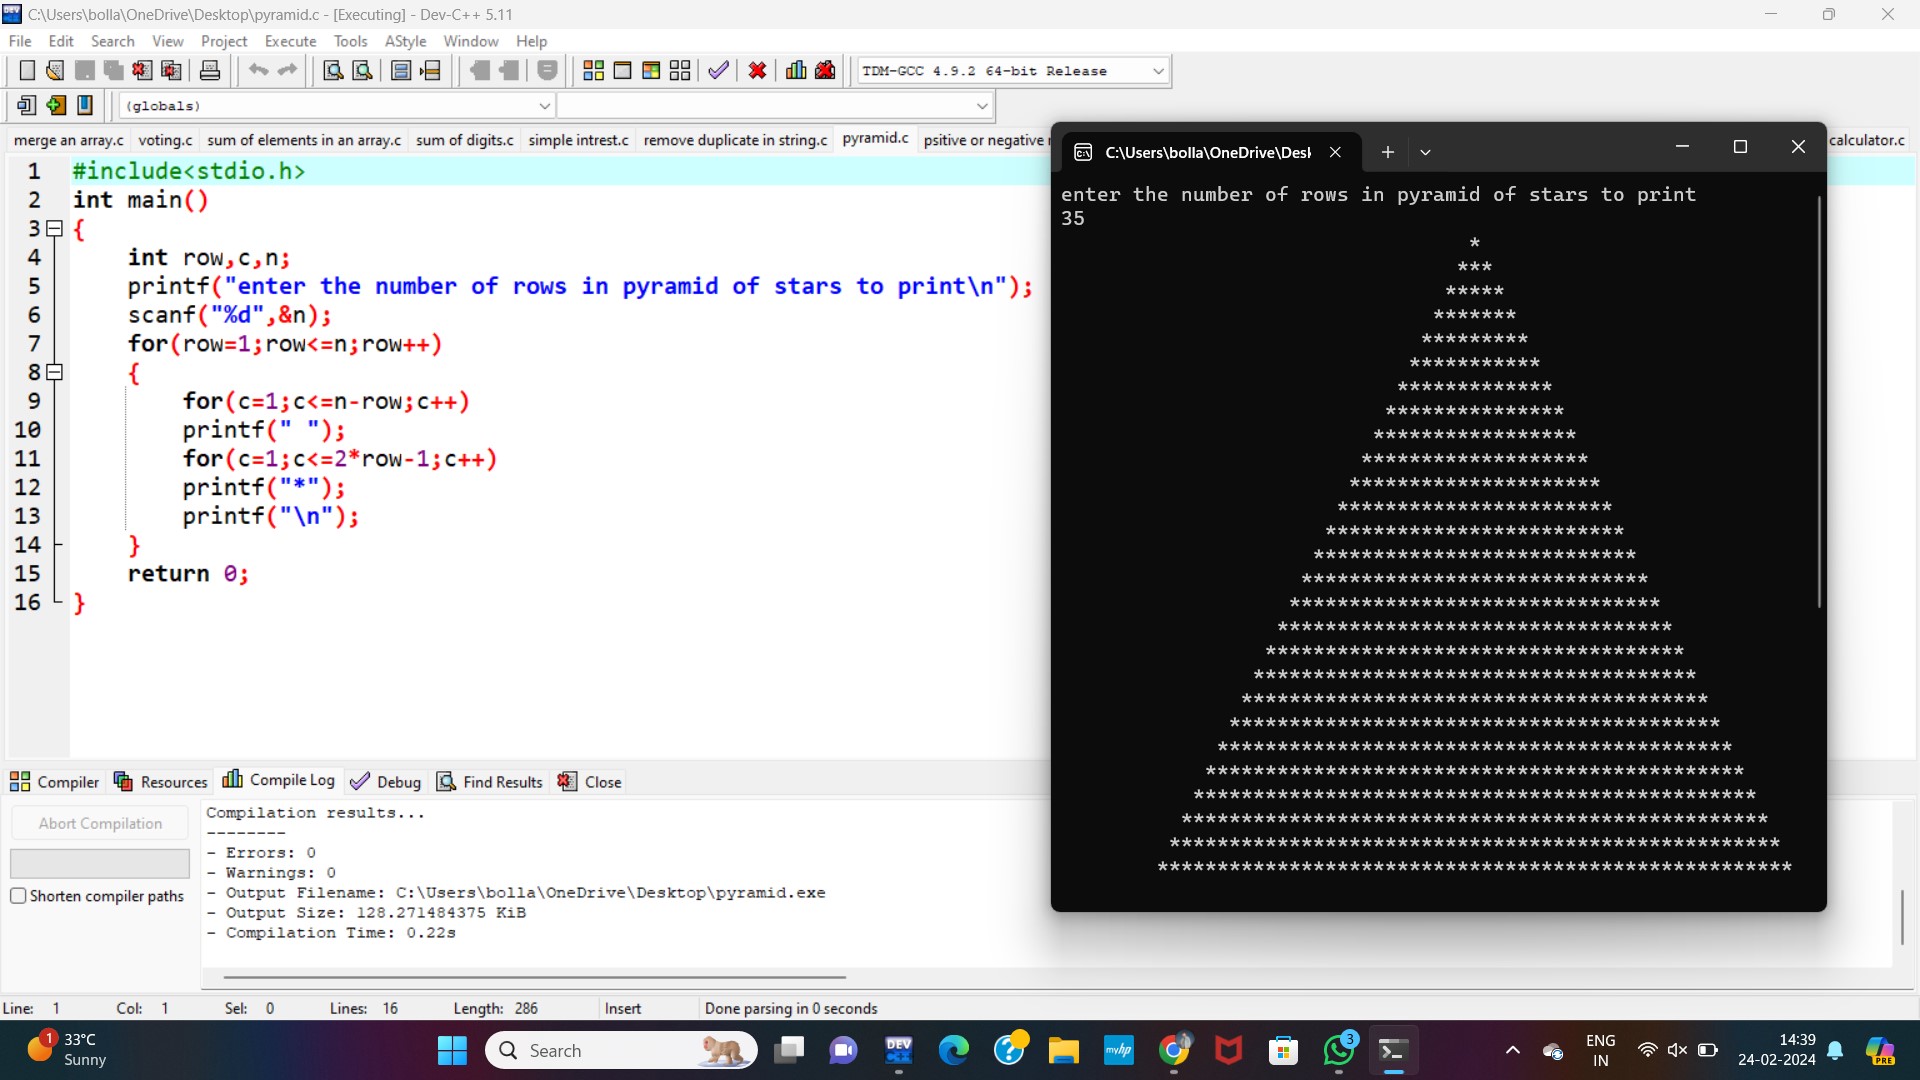 C:\Users\bolla\OneDrive\Desktop\pyramid.c - [Executing] - Dev-C++ 5.11
File Edit Search View Project Execute Tools AStyle Window Help
TDM-GCC 4.9.2 64-bit Release
(globals)
merge an array.c voting.c sum of elements in an array.c sum of digits.c simple intrest.c remove duplicate in string.c pyramid.c psitive or negative calculator.c
1 #include<stdio.h>
2 int main()
3 {
4 int row,c,n;
5 printf("enter the number of rows in pyramid of stars to print\n");
6 scanf("%d",&n);
7 for(row=1;row<=n;row++)
8 {
9 for(c=1;c<=n-row;c++)
10 printf(" ");
11 for(c=1;c<=2*row-1;c++)
12 printf("*");
13 printf("\n");
14 }
15 return 0;
16 }
C:\Users\bolla\OneDrive\Desl
enter the number of rows in pyramid of stars to print
35
*
***
*****
*******
*********
***********
*************
***************
*****************
*******************
*********************
***********************
*************************
***************************
*****************************
*******************************
*********************************
***********************************
*************************************
***************************************
*****************************************
*******************************************
*********************************************
***********************************************
*************************************************
***************************************************
*****************************************************
Compiler Resources Compile Log Debug Find Results Close
Abort Compilation
Shorten compiler paths
Compilation results...
--------
- Errors: 0
- Warnings: 0
- Output Filename: C:\Users\bolla\OneDrive\Desktop\pyramid.exe
- Output Size: 128.271484375 KiB
- Compilation Time: 0.22s
Line: 1 Col: 1 Sel: 0 Lines: 16 Length: 286 Insert Done parsing in 0 seconds
1
33°C
Sunny
Search
DEV
C++
myhp
3
ENG
IN
14:39
24-02-2024
PRE